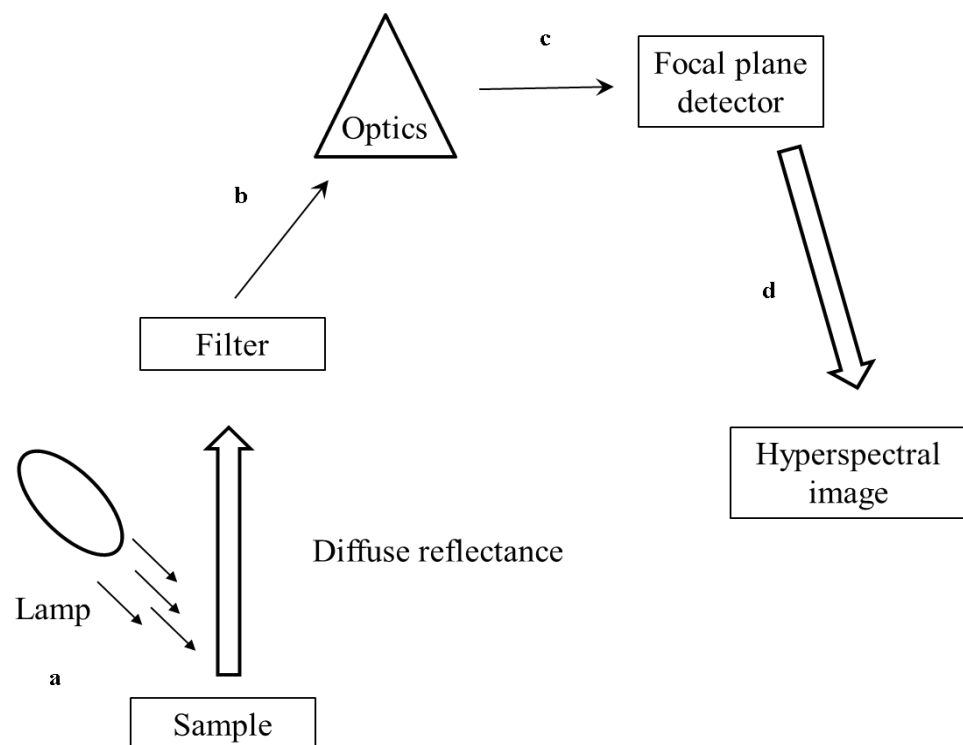 c
Focal plane
detector
Optics
b
d
Filter
Hyperspectral
image
Diffuse reflectance
Lamp
a
Sample